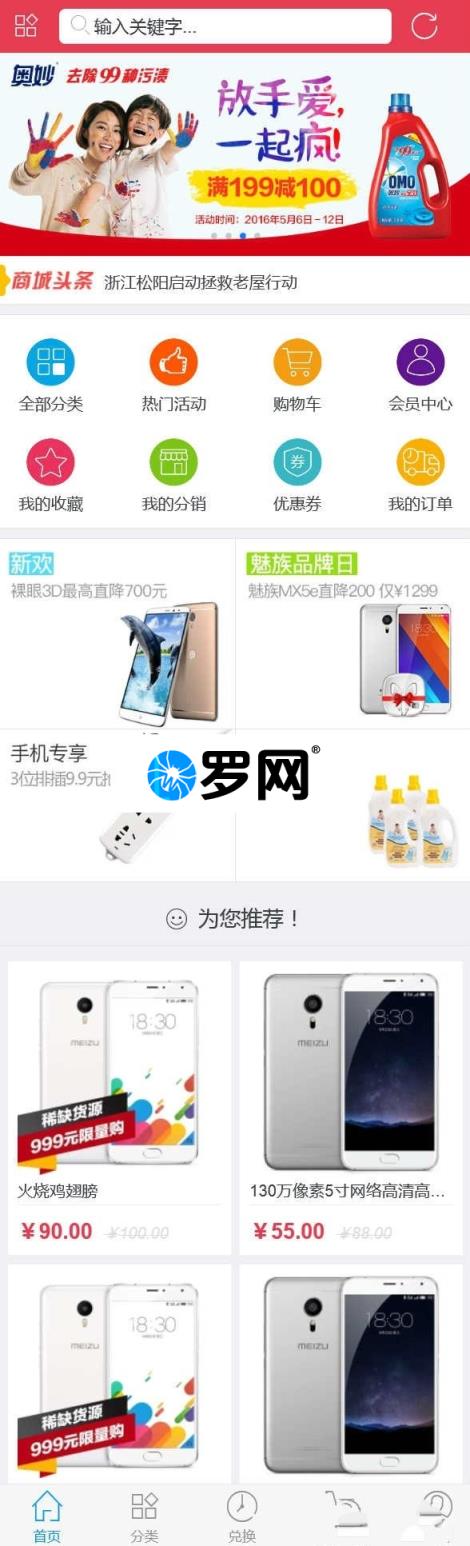 输入关键字...
奥妙 去除99种污渍
放手爱,
一起疯!
满199减100
活动时间：2016年5月6日－12日
OMO
商城头条 浙江松阳启动拯救老屋行动
全部分类 热门活动 购物车 会员中心
我的收藏 我的分销 优惠券 我的订单
新欢 魅族品牌日
裸眼3D最高直降700元 魅族MX5e直降200 仅¥1299
手机专享
3位排插9.9元
罗网®
为您推荐！
18:30 18:30
MEIZU MEIZU
稀缺货源
999元限量购
火烧鸡翅膀 130万像素5寸网络高清高...
¥90.00 ¥100.00 ¥55.00 ¥88.00
18:30 18:30
MEIZU MEIZU
稀缺货源
999元限量购
首页 分类 兑换